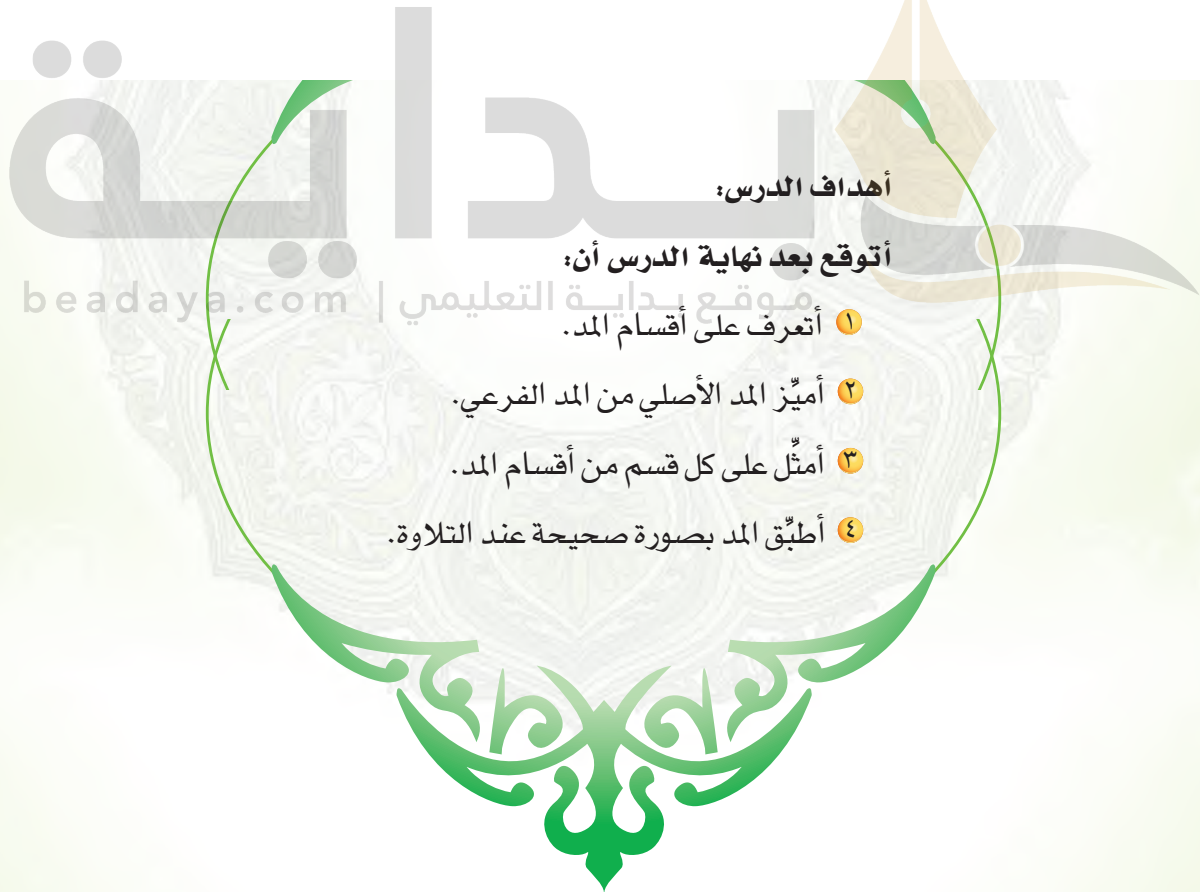 بداية
أهداف الدرس:
أتوقع بعد نهاية الدرس أن:
موقع بداية التعليمي | beadaya.com
١ أتعرف على أقسام المد.
٢ أميِّز المد الأصلي من المد الفرعي.
٣ أمثِّل على كل قسم من أقسام المد.
٤ أطبِّق المد بصورة صحيحة عند التلاوة.